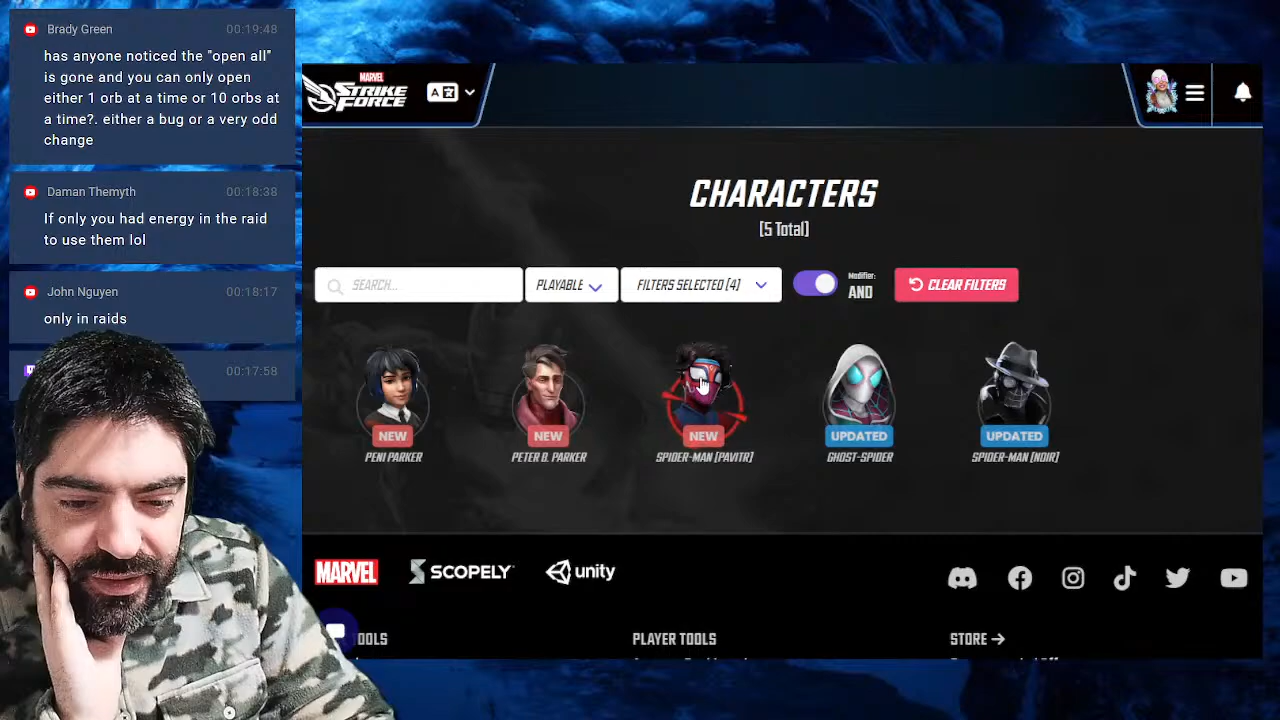 Brady Green 00:19:48
has anyone noticed the "open all"
is gone and you can only open
either 1 orb at a time or 10 orbs at
a time?. either a bug or a very odd
change
Daman Themyth 00:18:38
If only you had energy in the raid
to use them lol
John Nguyen 00:18:17
only in raids
00:17:58
MARVEL
STRIKE
FORCE
A
CHARACTERS
[5 Total]
SEARCH...
PLAYABLE
FILTERS SELECTED [4]
Modifier:
AND
CLEAR FILTERS
NEW
PENI PARKER
NEW
PETER B. PARKER
NEW
SPIDER-MAN [PAVITR]
UPDATED
GHOST-SPIDER
UPDATED
SPIDER-MAN [NOIR]
MARVEL
SCOPELY
unity
OOLS
PLAYER TOOLS
STORE →